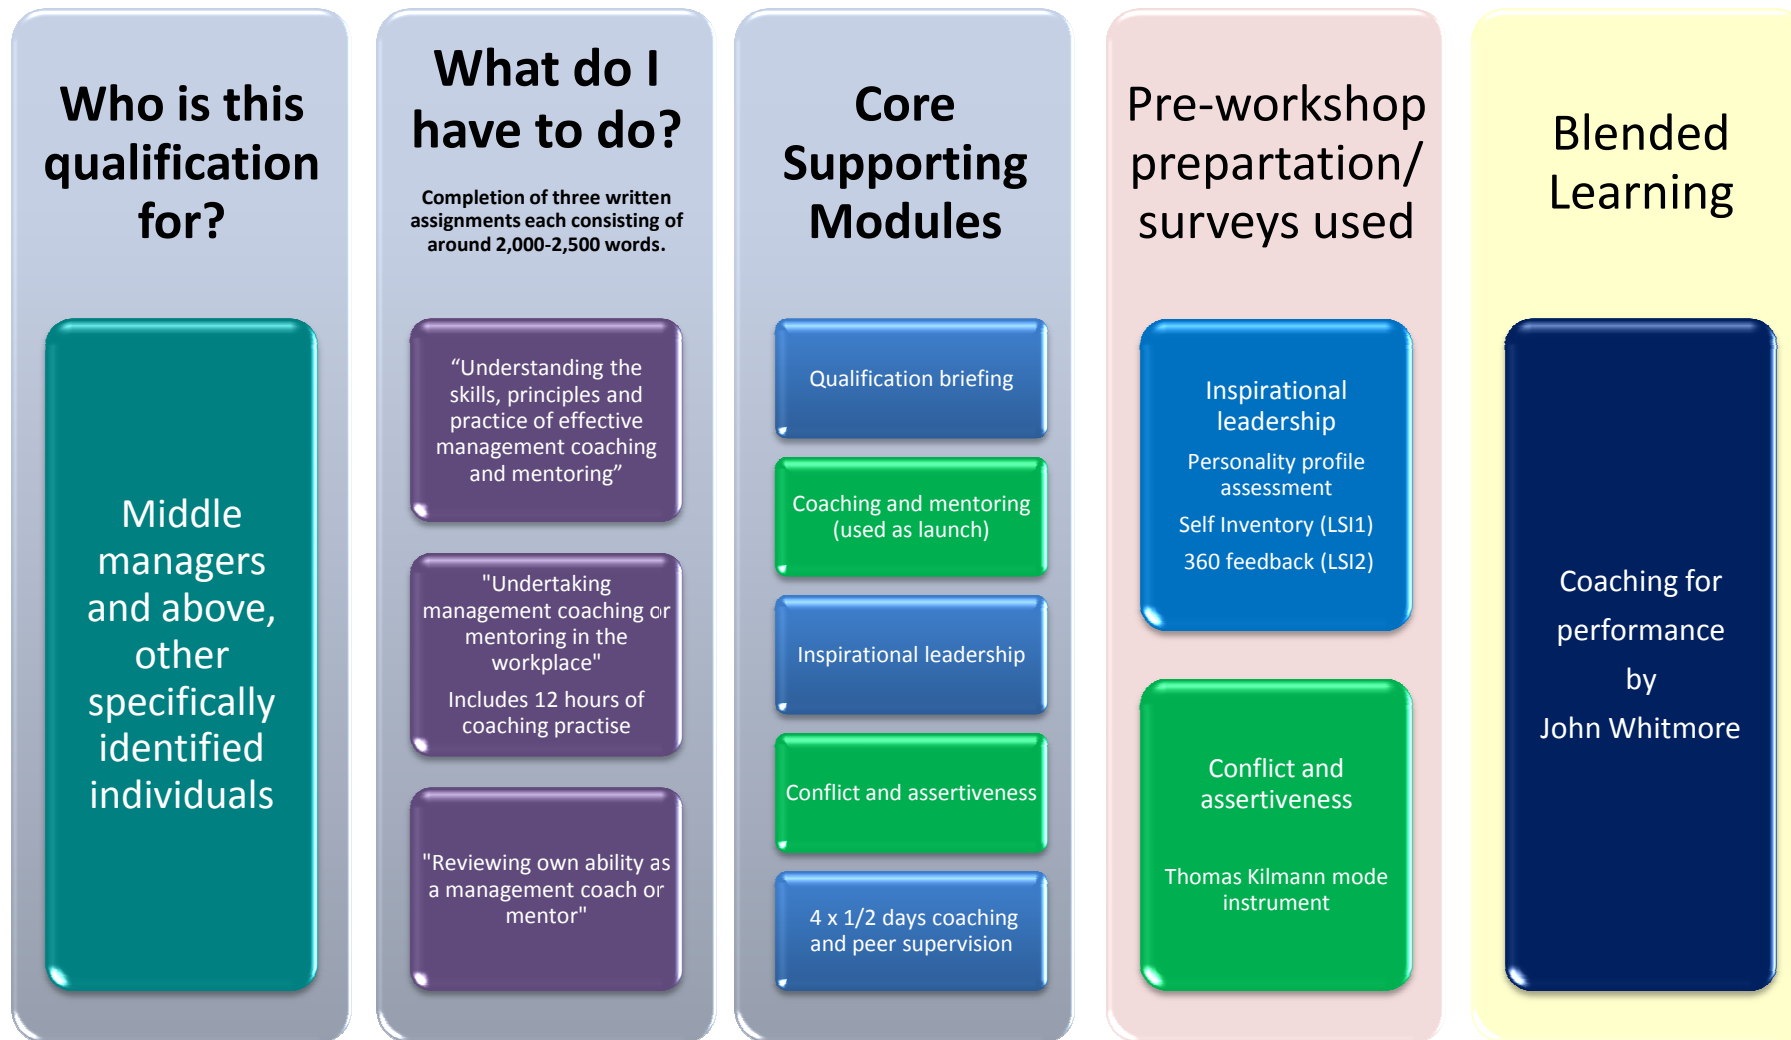 Who is this
qualification
for?
Middle
managers
and above,
other
specifically
identified
individuals
What do I
have to do?
Completion of three written
assignments each consisting of
around 2,000-2,500 words.
“Understanding the
skills, principles and
practice of effective
management coaching
and mentoring”
"Undertaking
management coaching or
mentoring in the
workplace"
Includes 12 hours of
coaching practise
"Reviewing own ability as
a management coach or
mentor"
Core
Supporting
Modules
Qualification briefing
Coaching and mentoring
(used as launch)
Inspirational leadership
Conflict and assertiveness
4 x 1/2 days coaching
and peer supervision
Pre-workshop
prepartation/
surveys used
Inspirational
leadership
Personality profile
assessment
Self Inventory (LSI1)
360 feedback (LSI2)
Conflict and
assertiveness
Thomas Kilmann mode
instrument
Blended
Learning
Coaching for
performance
by
John Whitmore